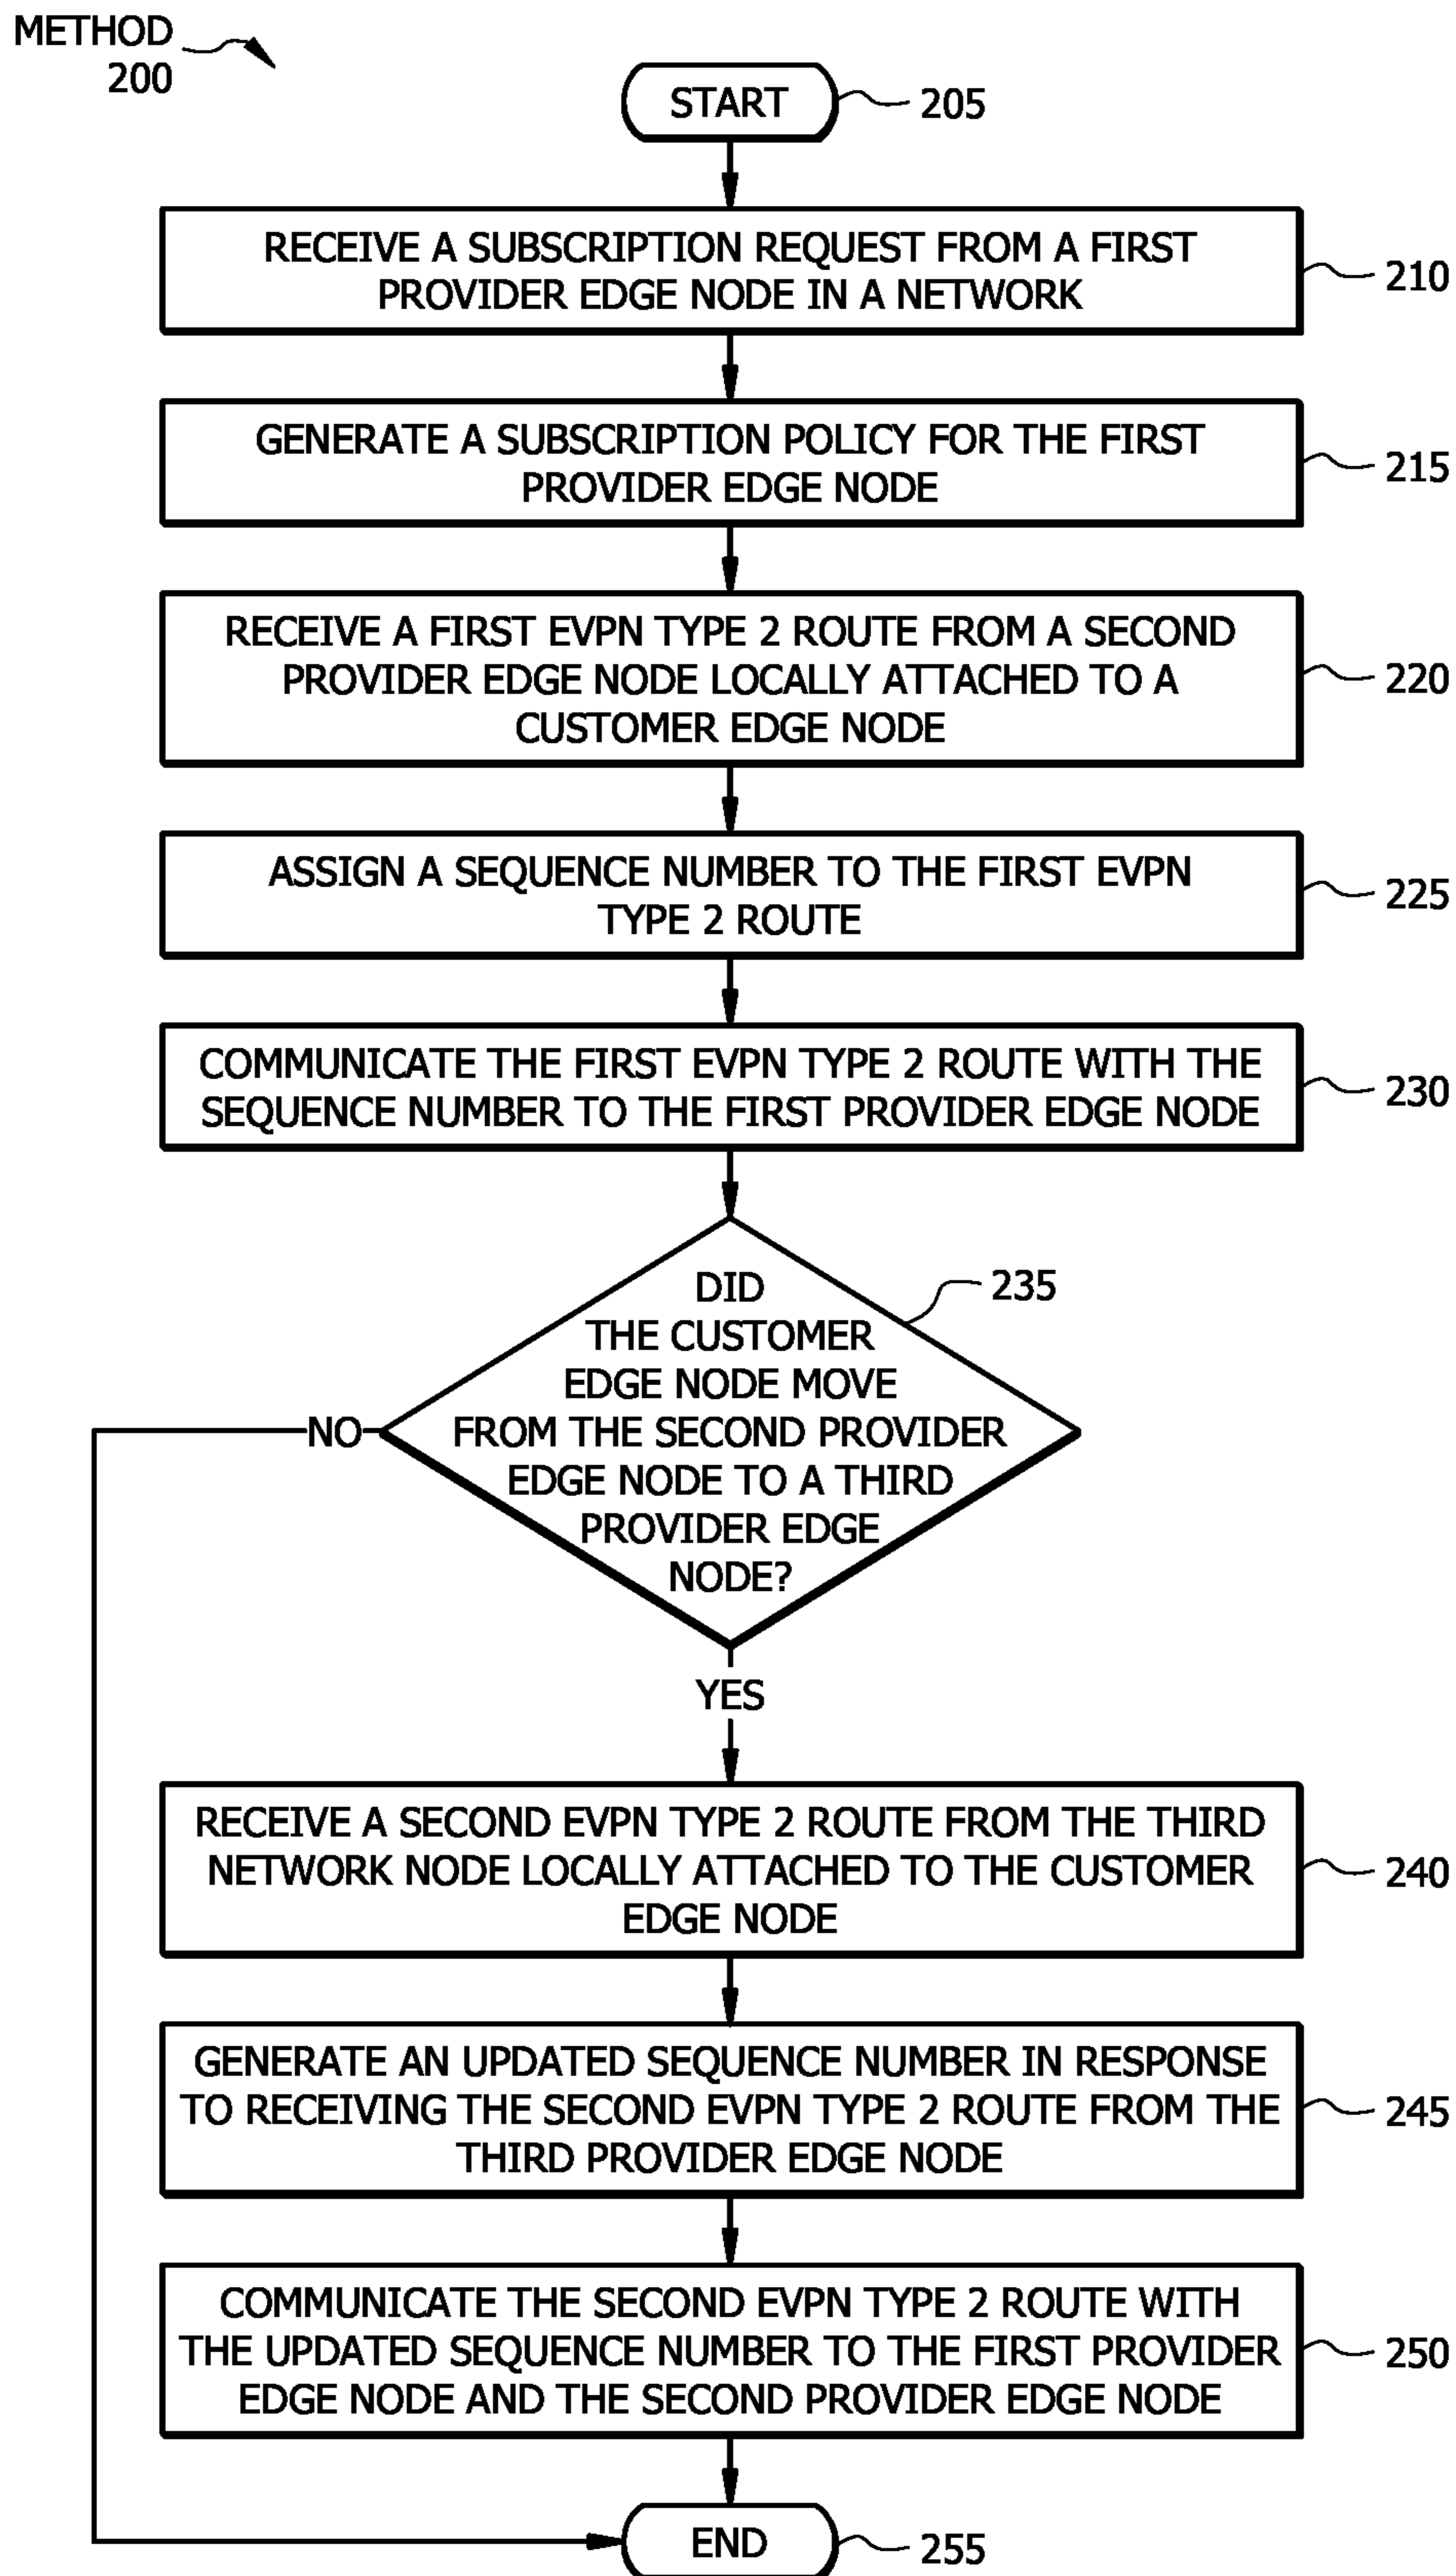 METHOD
200
START
205
RECEIVE A SUBSCRIPTION REQUEST FROM A FIRST
PROVIDER EDGE NODE IN A NETWORK
210
GENERATE A SUBSCRIPTION POLICY FOR THE FIRST
PROVIDER EDGE NODE
215
RECEIVE A FIRST EVPN TYPE 2 ROUTE FROM A SECOND
PROVIDER EDGE NODE LOCALLY ATTACHED TO A
CUSTOMER EDGE NODE
220
ASSIGN A SEQUENCE NUMBER TO THE FIRST EVPN
TYPE 2 ROUTE
225
COMMUNICATE THE FIRST EVPN TYPE 2 ROUTE WITH THE
SEQUENCE NUMBER TO THE FIRST PROVIDER EDGE NODE
230
DID
THE CUSTOMER
EDGE NODE MOVE
FROM THE SECOND PROVIDER
EDGE NODE TO A THIRD
PROVIDER EDGE
NODE?
235
NO
YES
RECEIVE A SECOND EVPN TYPE 2 ROUTE FROM THE THIRD
NETWORK NODE LOCALLY ATTACHED TO THE CUSTOMER
EDGE NODE
240
GENERATE AN UPDATED SEQUENCE NUMBER IN RESPONSE
TO RECEIVING THE SECOND EVPN TYPE 2 ROUTE FROM THE
THIRD PROVIDER EDGE NODE
245
COMMUNICATE THE SECOND EVPN TYPE 2 ROUTE WITH
THE UPDATED SEQUENCE NUMBER TO THE FIRST PROVIDER
EDGE NODE AND THE SECOND PROVIDER EDGE NODE
250
END
255